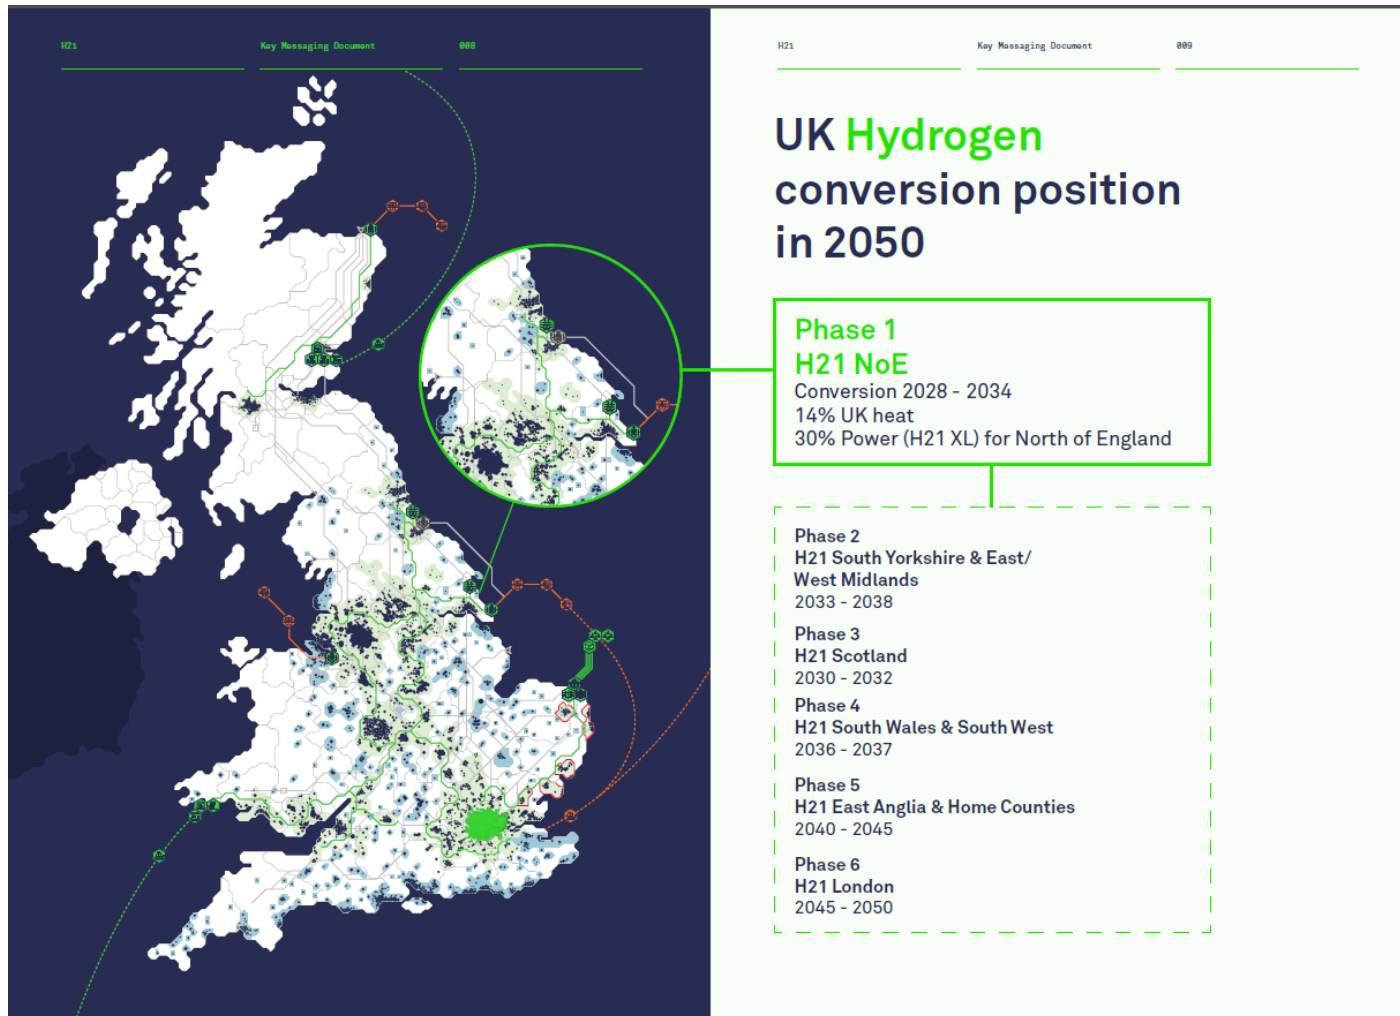 H21
Key Messaging Document
008
H21
Key Messaging Document
009
UK Hydrogen
conversion position
in 2050
Phase 1
H21 NoE
Conversion 2028 - 2034
14% UK heat
30% Power (H21 XL) for North of England
Phase 2
H21 South Yorkshire & East/
West Midlands
2033 - 2038
Phase 3
H21 Scotland
2030 - 2032
Phase 4
H21 South Wales & South West
2036 - 2037
Phase 5
H21 East Anglia & Home Counties
2040 - 2045
Phase 6
H21 London
2045 - 2050